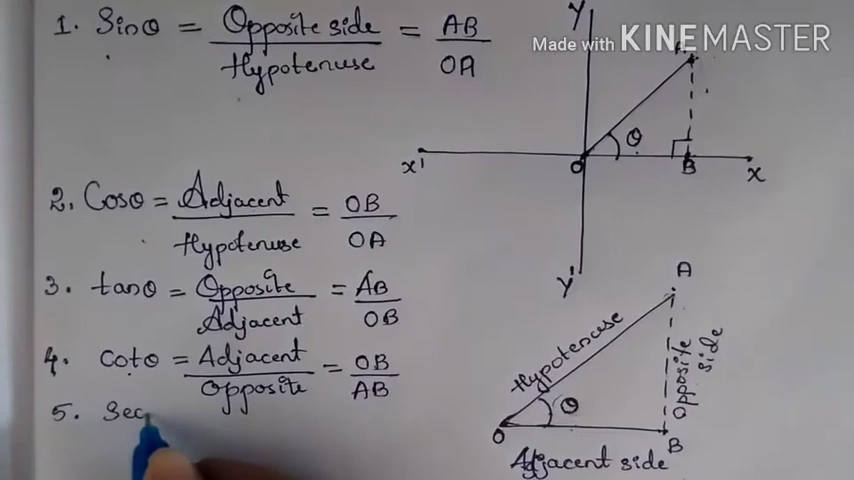 1. Sinθ = Opposite side / Hypotenuse = AB / OA
2. Cosθ = Adjacent / Hypotenuse = OB / OA
3. tanθ = Opposite / Adjacent = AB / OB
4. Cotθ = Adjacent / Opposite = OB / AB
5. Sec
Made with KINEMASTER
Y
A
θ
X' O B X
Y'
A
Hypotenuse
Opposite side
θ
O B
Adjacent side